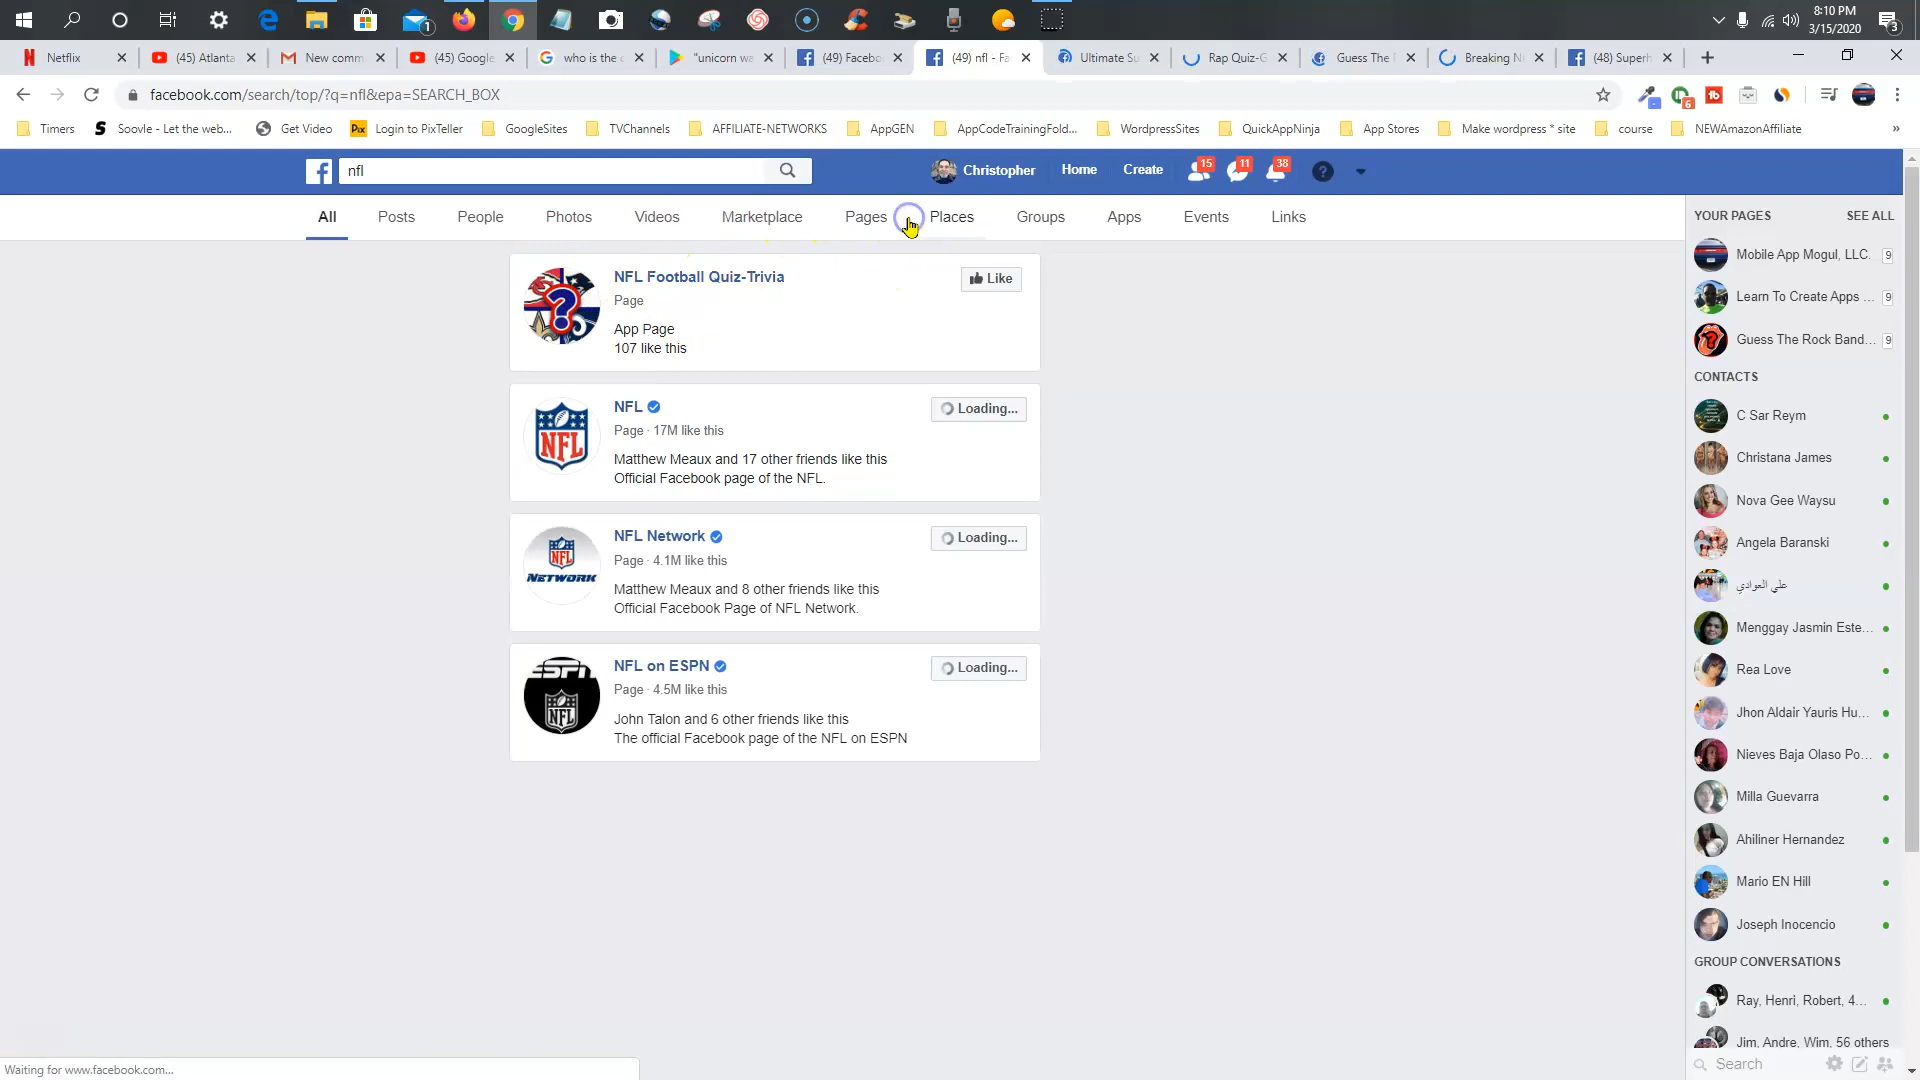 8:10 PM
3/15/2020
1
3
Netflix
(45) Atlanta
New comm
(45) Google
who is the
"unicorn wa
(49) Facebo
(49) nfl - Fa
Ultimate Su
Rap Quiz-G
Guess The
Breaking N
(48) Superh
facebook.com/search/top/?q=nfl&epa=SEARCH_BOX
6
Timers
Soovle - Let the web...
Get Video
Pix
Login to PixTeller
GoogleSites
TVChannels
AFFILIATE-NETWORKS
AppGEN
AppCodeTrainingFold...
WordpressSites
QuickAppNinja
App Stores
Make wordpress * site
course
NEWAmazonAffiliate
nfl
Christopher
Home
Create
15
11
38
All
Posts
People
Photos
Videos
Marketplace
Pages
Places
Groups
Apps
Events
Links
NFL Football Quiz-Trivia
Page
App Page
107 like this
Like
NFL
NFL
Page · 17M like this
Matthew Meaux and 17 other friends like this
Official Facebook page of the NFL.
Loading...
NFL
NETWORK
NFL Network
Page · 4.1M like this
Matthew Meaux and 8 other friends like this
Official Facebook Page of NFL Network.
Loading...
ESPN
NFL
NFL on ESPN
Page · 4.5M like this
John Talon and 6 other friends like this
The official Facebook page of the NFL on ESPN
Loading...
YOUR PAGES
SEE ALL
Mobile App Mogul, LLC.
9
Learn To Create Apps ...
9
Guess The Rock Band...
9
CONTACTS
C Sar Reym
Christana James
Nova Gee Waysu
Angela Baranski
علي العوادي
Menggay Jasmin Este...
Rea Love
Jhon Aldair Yauris Hu...
Nieves Baja Olaso Po...
Milla Guevarra
Ahiliner Hernandez
Mario EN Hill
Joseph Inocencio
GROUP CONVERSATIONS
Ray, Henri, Robert, 4...
Jim, Andre, Wim, 56 others
Search
Waiting for www.facebook.com...